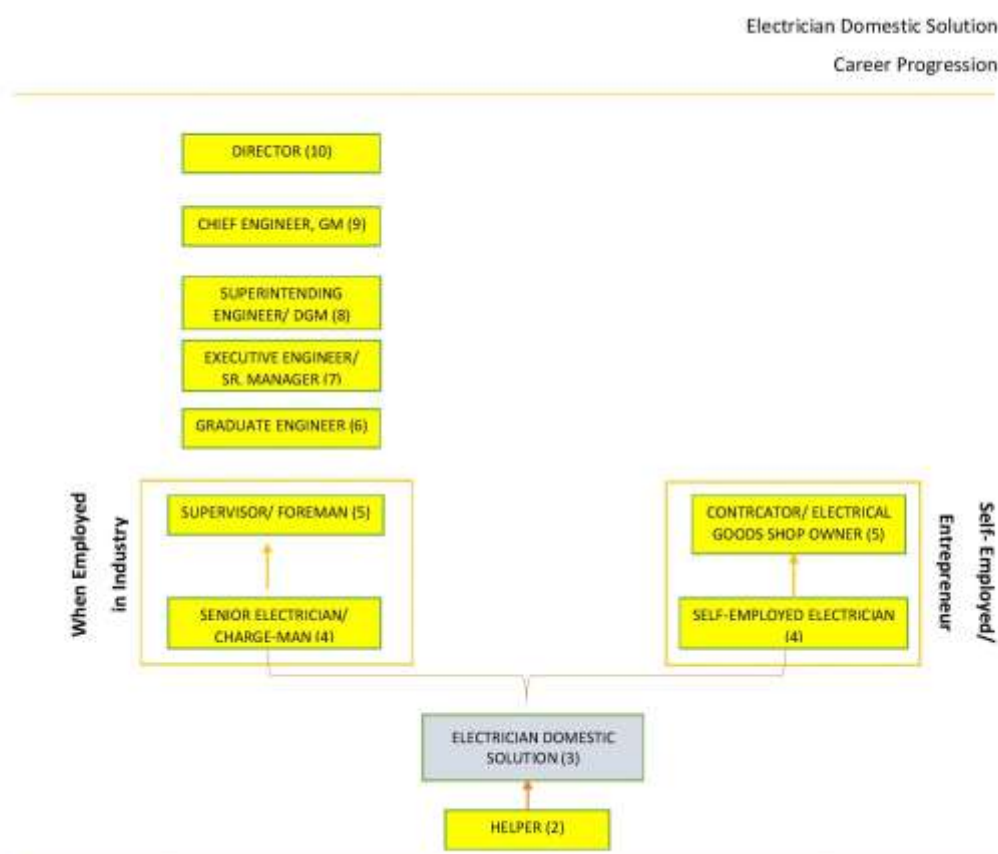 Electrician Domestic Solution
Career Progression
DIRECTOR (10)
CHIEF ENGINEER, GM (9)
SUPERINTENDING
ENGINEER/ DGM (8)
EXECUTIVE ENGINEER/
SR. MANAGER (7)
GRADUATE ENGINEER (6)
When Employed
in Industry
SUPERVISOR/ FOREMAN (5)
SENIOR ELECTRICIAN/
CHARGE-MAN (4)
CONTRCATOR/ ELECTRICAL
GOODS SHOP OWNER (5)
SELF-EMPLOYED ELECTRICIAN
(4)
Self- Employed/
Entrepreneur
ELECTRICIAN DOMESTIC
SOLUTION (3)
HELPER (2)